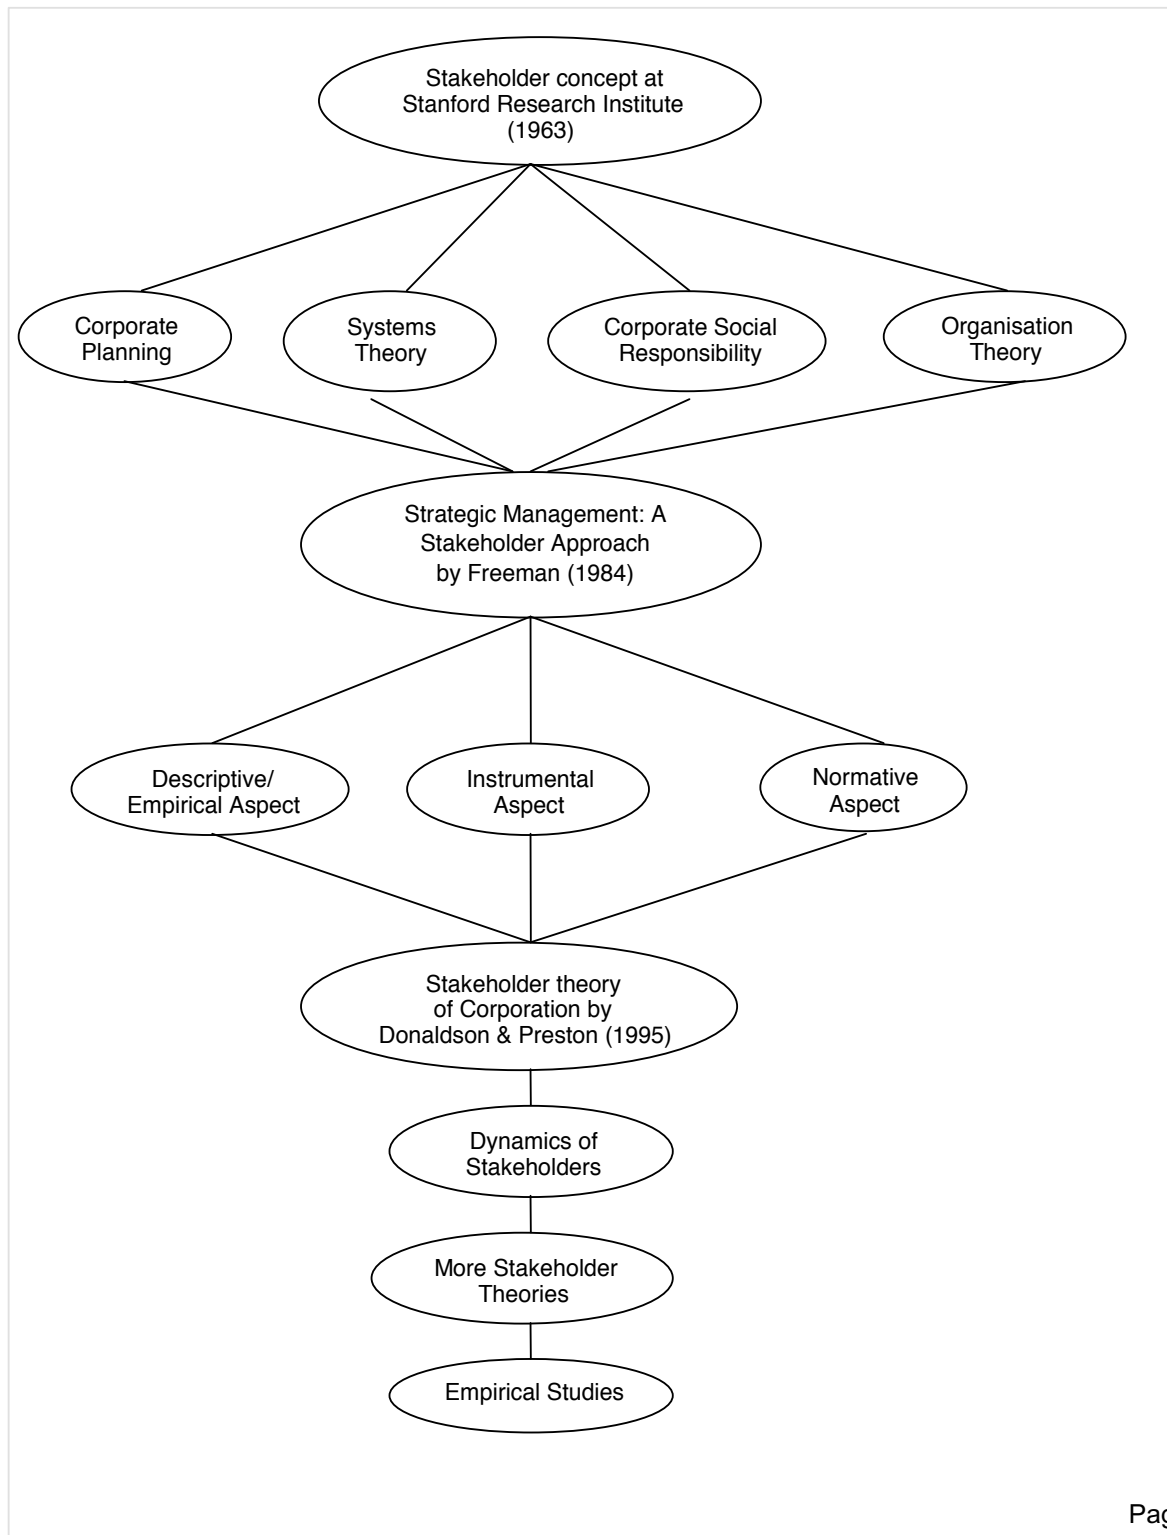 Stakeholder concept at
Stanford Research Institute
(1963)
Corporate
Planning
Systems
Theory
Corporate Social
Responsibility
Organisation
Theory
Strategic Management: A
Stakeholder Approach
by Freeman (1984)
Descriptive/
Empirical Aspect
Instrumental
Aspect
Normative
Aspect
Stakeholder theory
of Corporation by
Donaldson & Preston (1995)
Dynamics of
Stakeholders
More Stakeholder
Theories
Empirical Studies
Pag